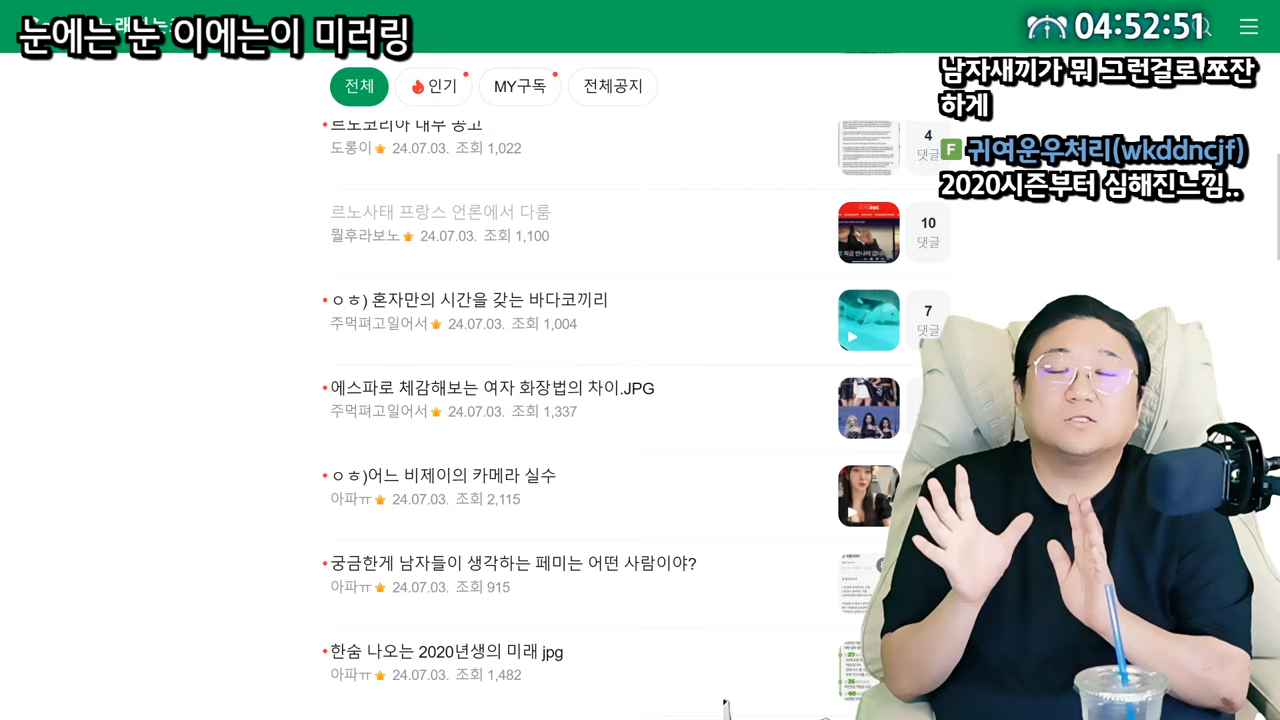 눈에는 눈 이에는이 미러링
04:52:51
남자새끼가 뭐 그런걸로 쪼잔
하게
F 귀여운우처리(wkddncjf)
2020시즌부터 심해진느낌..
전체
인기
MY구독
전체공지
르노코리아 내부 공고
도롱이 24.07.03. 조회 1,022
4
댓글
르노사태 프랑스 언론에서 다룸
뭘후라보노 24.07.03. 조회 1,100
10
댓글
ㅇㅎ) 혼자만의 시간을 갖는 바다코끼리
주먹펴고일어서 24.07.03. 조회 1,004
7
댓글
에스파로 체감해보는 여자 화장법의 차이.JPG
주먹펴고일어서 24.07.03. 조회 1,337
ㅇㅎ)어느 비제이의 카메라 실수
아파ㅠ 24.07.03. 조회 2,115
궁금한게 남자들이 생각하는 페미는 어떤 사람이야?
아파ㅠ 24.07.03. 조회 913
한숨 나오는 2020년생의 미래 jpg
아파ㅠ 24.07.03. 조회 1,482